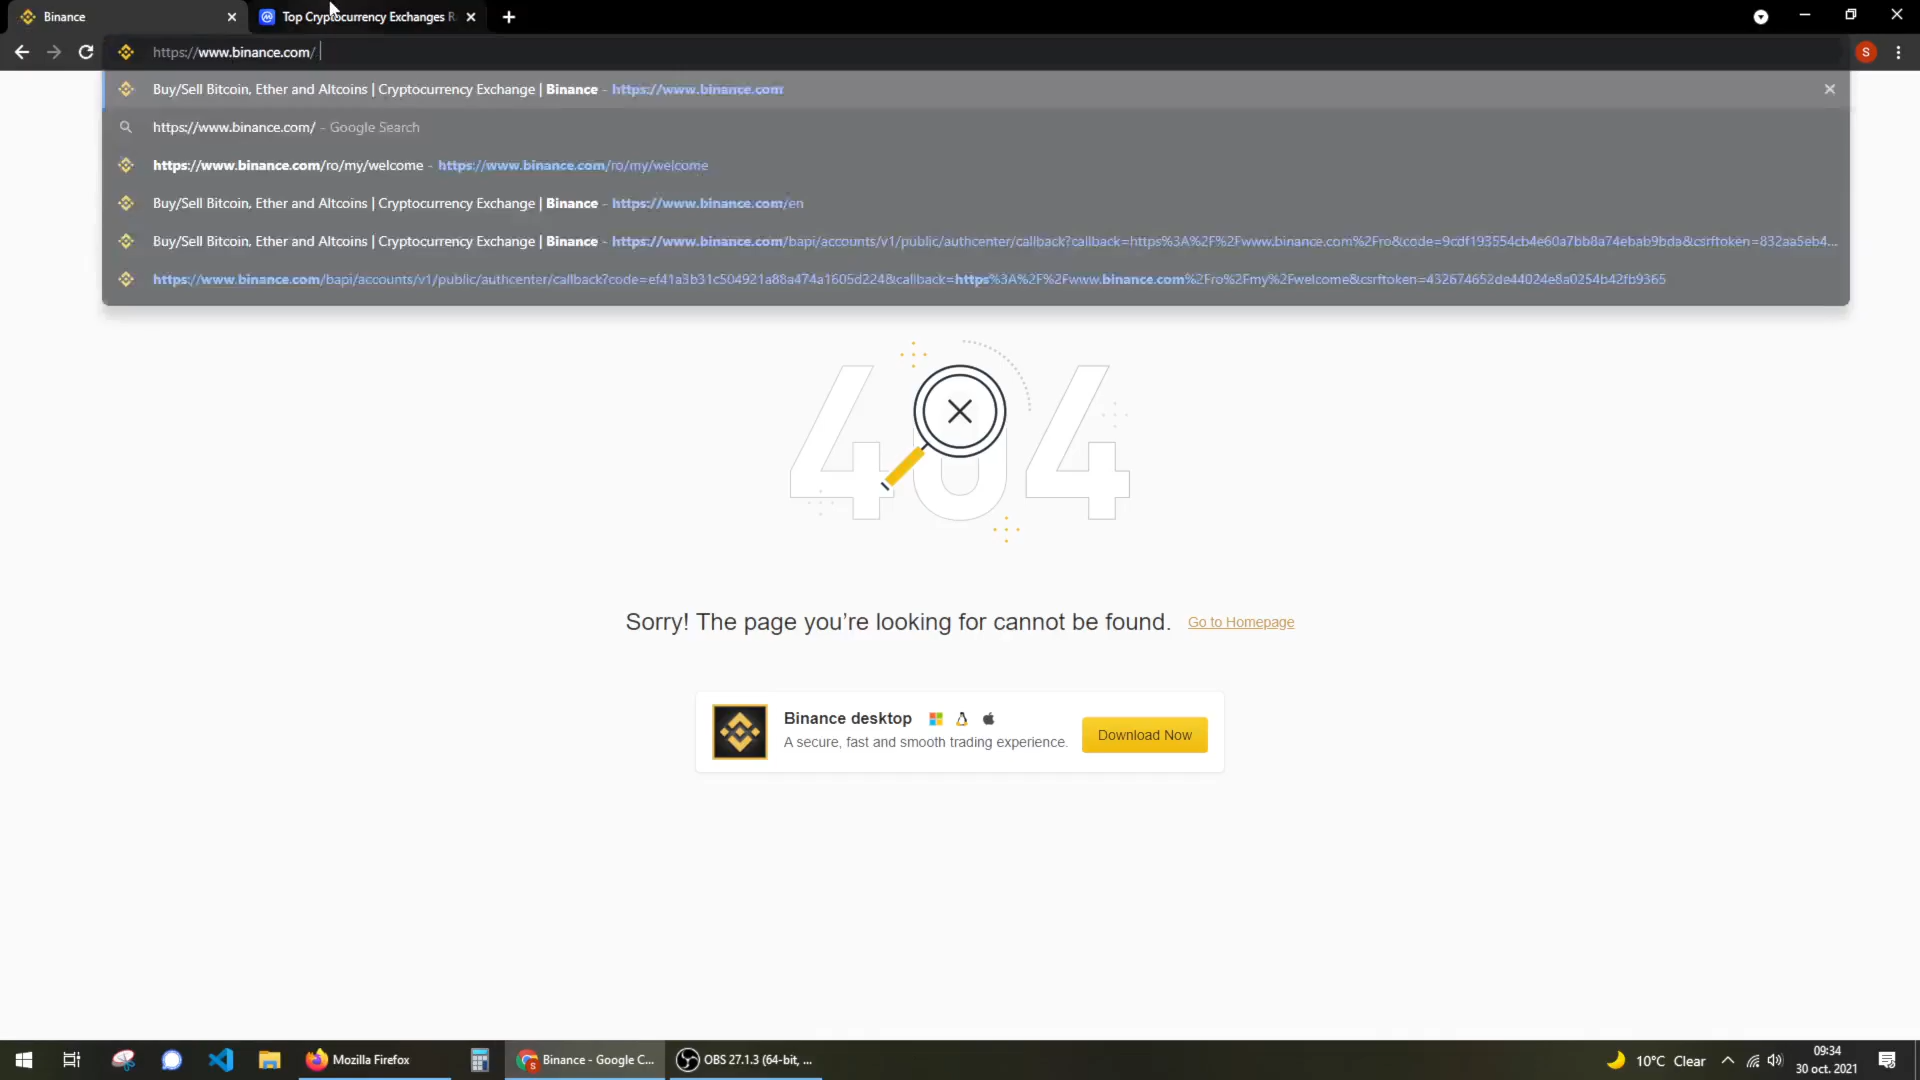 Binance
Top Cryptocurrency Exchanges R
https://www.binance.com/
S
Buy/Sell Bitcoin, Ether and Altcoins | Cryptocurrency Exchange | Binance - https://www.binance.com
https://www.binance.com/ - Google Search
https://www.binance.com/ro/my/welcome - https://www.binance.com/ro/my/welcome
Buy/Sell Bitcoin, Ether and Altcoins | Cryptocurrency Exchange | Binance - https://www.binance.com/en
Buy/Sell Bitcoin, Ether and Altcoins | Cryptocurrency Exchange | Binance - https://www.binance.com/bapi/accounts/v1/public/authcenter/callback?callback=https%3A%2F%2Fwww.binance.com%2Fro&code=9cdf193554cb4e60a7bb8a74ebab9bda&csrftoken=832aa5eb4...
https://www.binance.com/bapi/accounts/v1/public/authcenter/callback?code=ef41a3b31c504921a88a474a1605d224&callback=https%3A%2F%2Fwww.binance.com%2Fro%2Fmy%2Fwelcome&csrftoken=432674652de44024e8a0254b42fb9365
404
Sorry! The page you're looking for cannot be found. Go to Homepage
Binance desktop
A secure, fast and smooth trading experience.
Download Now
Mozilla Firefox
Binance - Google C...
OBS 27.1.3 (64-bit, ...
10°C Clear
09:34
30 oct. 2021